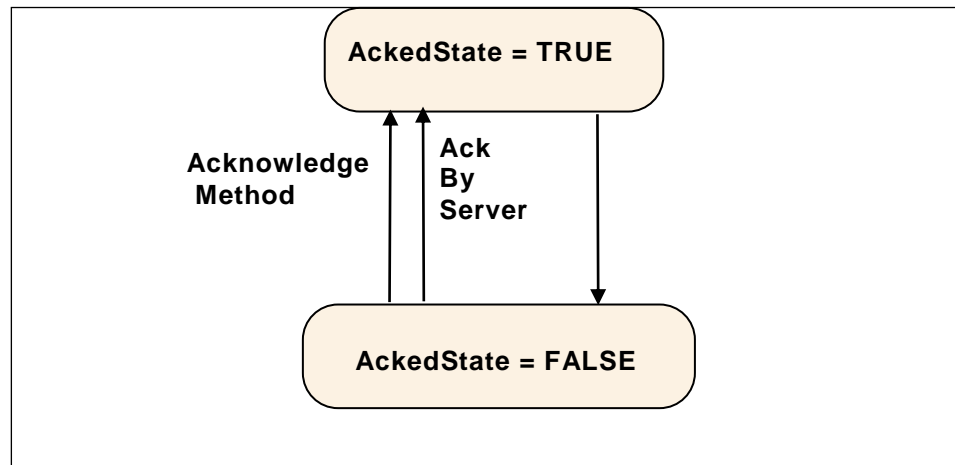 AckedState = TRUE
Acknowledge
Method
Ack
By
Server
AckedState = FALSE